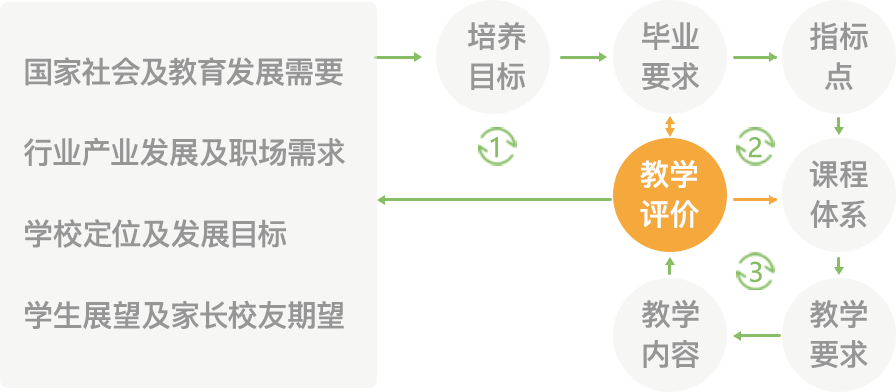 国家社会及教育发展需要
行业产业发展及职场需求
学校定位及发展目标
学生展望及家长校友期望
培养
目标
毕业
要求
指标
点
1
2
教学
评价
课程
体系
3
教学
内容
教学
要求